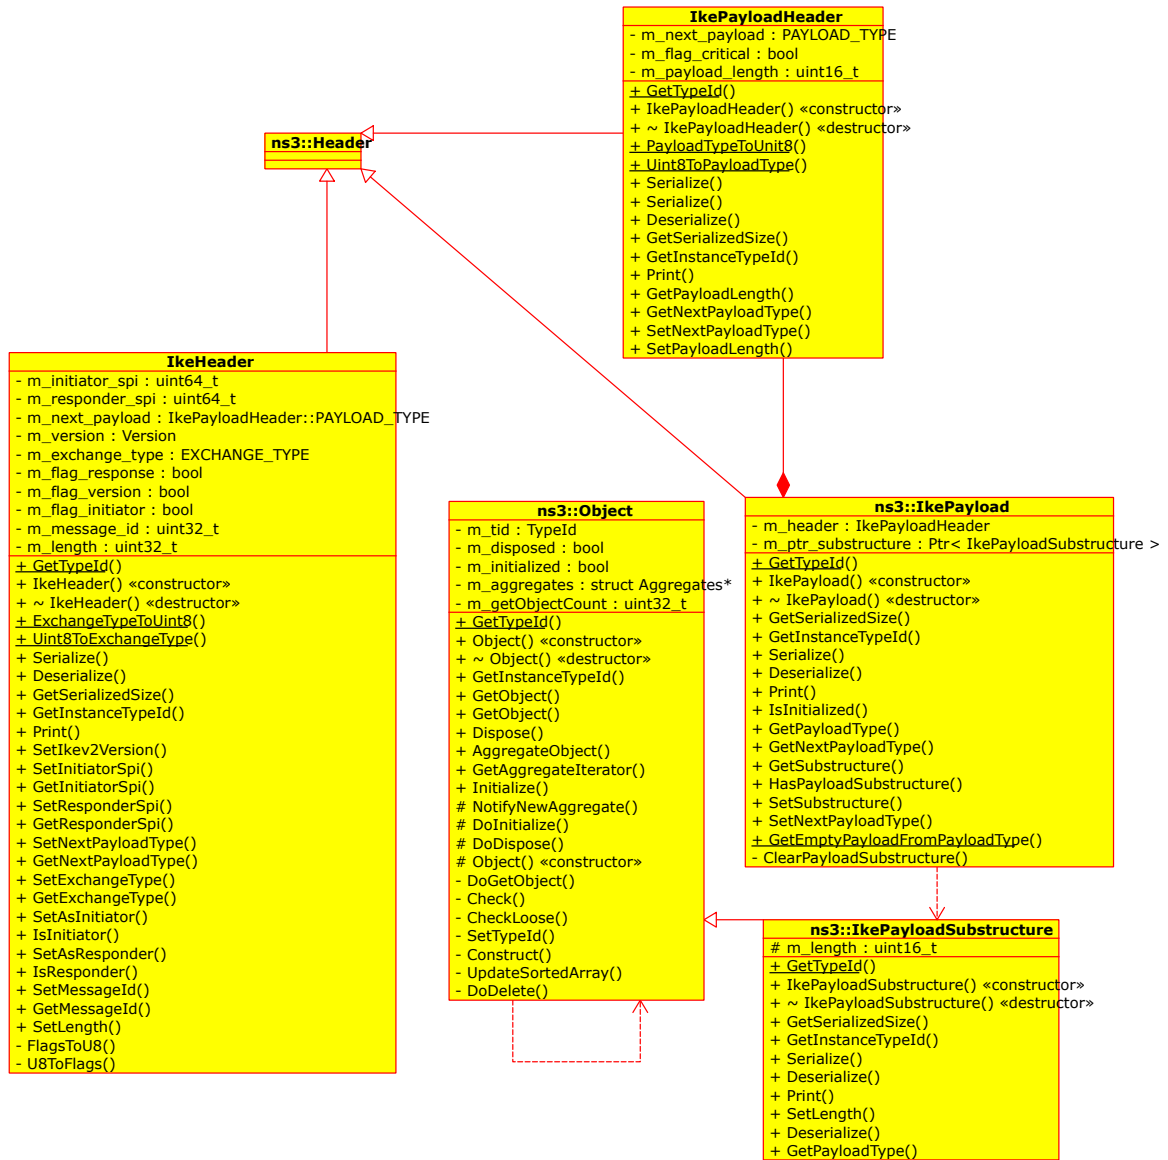 IkePayloadHeader
- m_next_payload : PAYLOAD_TYPE
- m_flag_critical : bool
- m_payload_length : uint16_t
+ GetTypeId()
+ IkePayloadHeader() «constructor»
+ ~ IkePayloadHeader() «destructor»
+ PayloadTypeToUnit8()
+ Uint8ToPayloadType()
+ Serialize()
+ Serialize()
+ Deserialize()
+ GetSerializedSize()
+ GetInstanceTypeId()
+ Print()
+ GetPayloadLength()
+ GetNextPayloadType()
+ SetNextPayloadType()
+ SetPayloadLength()
ns3::Header
IkeHeader
- m_initiator_spi : uint64_t
- m_responder_spi : uint64_t
- m_next_payload : IkePayloadHeader::PAYLOAD_TYPE
- m_version : Version
- m_exchange_type : EXCHANGE_TYPE
- m_flag_response : bool
- m_flag_version : bool
- m_flag_initiator : bool
- m_message_id : uint32_t
- m_length : uint32_t
+ GetTypeId()
+ IkeHeader() «constructor»
+ ~ IkeHeader() «destructor»
+ ExchangeTypeToUint8()
+ Uint8ToExchangeType()
+ Serialize()
+ Deserialize()
+ GetSerializedSize()
+ GetInstanceTypeId()
+ Print()
+ SetIkev2Version()
+ SetInitiatorSpi()
+ GetInitiatorSpi()
+ SetResponderSpi()
+ GetResponderSpi()
+ SetNextPayloadType()
+ GetNextPayloadType()
+ SetExchangeType()
+ GetExchangeType()
+ SetAsInitiator()
+ IsInitiator()
+ SetAsResponder()
+ IsResponder()
+ SetMessageId()
+ GetMessageId()
+ SetLength()
- FlagsToU8()
- U8ToFlags()
ns3::Object
- m_tid : TypeId
- m_disposed : bool
- m_initialized : bool
- m_aggregates : struct Aggregates*
- m_getObjectCount : uint32_t
+ GetTypeId()
+ Object() «constructor»
+ ~ Object() «destructor»
+ GetInstanceTypeId()
+ GetObject()
+ GetObject()
+ Dispose()
+ AggregateObject()
+ GetAggregateIterator()
+ Initialize()
# NotifyNewAggregate()
# DoInitialize()
# DoDispose()
# Object() «constructor»
- DoGetObject()
- Check()
- CheckLoose()
- SetTypeId()
- Construct()
- UpdateSortedArray()
- DoDelete()
ns3::IkePayload
- m_header : IkePayloadHeader
- m_ptr_substructure : Ptr< IkePayloadSubstructure >
+ GetTypeId()
+ IkePayload() «constructor»
+ ~ IkePayload() «destructor»
+ GetSerializedSize()
+ GetInstanceTypeId()
+ Serialize()
+ Deserialize()
+ Print()
+ IsInitialized()
+ GetPayloadType()
+ GetNextPayloadType()
+ GetSubstructure()
+ HasPayloadSubstructure()
+ SetSubstructure()
+ SetNextPayloadType()
+ GetEmptyPayloadFromPayloadType()
- ClearPayloadSubstructure()
ns3::IkePayloadSubstructure
# m_length : uint16_t
+ GetTypeId()
+ IkePayloadSubstructure() «constructor»
+ ~ IkePayloadSubstructure() «destructor»
+ GetSerializedSize()
+ GetInstanceTypeId()
+ Serialize()
+ Deserialize()
+ Print()
+ SetLength()
+ Deserialize()
+ GetPayloadType()